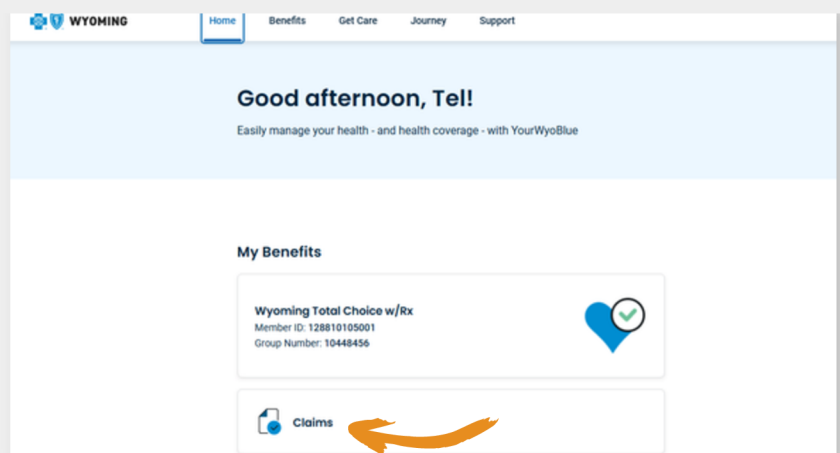 WYOMING
Home Benefits Get Care Journey Support
Good afternoon, Tel!
Easily manage your health - and health coverage - with YourWyoBlue
My Benefits
Wyoming Total Choice w/Rx
Member ID: 128810105001
Group Number: 10448456
Claims